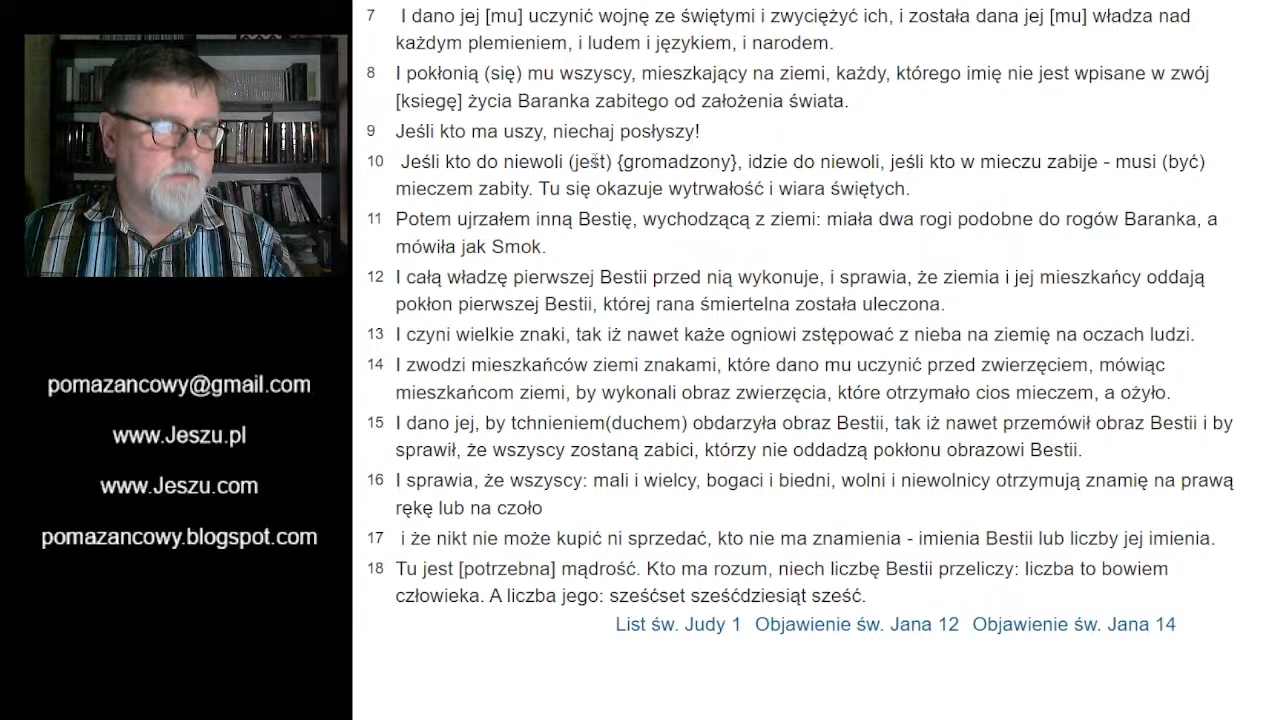 7 I dano jej [mu] uczynić wojnę ze świętymi i zwyciężyć ich, i została dana jej [mu] władza nad
każdym plemieniem, i ludem i językiem, i narodem.
8 I pokłonią (się) mu wszyscy, mieszkający na ziemi, każdy, którego imię nie jest wpisane w zwój
[ksiegę] życia Baranka zabitego od założenia świata.
9 Jeśli kto ma uszy, niechaj posłyszy!
10 Jeśli kto do niewoli (jest) {gromadzony}, idzie do niewoli, jeśli kto w mieczu zabije - musi (być)
mieczem zabity. Tu się okazuje wytrwałość i wiara świętych.
11 Potem ujrzałem inną Bestię, wychodzącą z ziemi: miała dwa rogi podobne do rogów Baranka, a
mówiła jak Smok.
12 I całą władzę pierwszej Bestii przed nią wykonuje, i sprawia, że ziemia i jej mieszkańcy oddają
pokłon pierwszej Bestii, której rana śmiertelna została uleczona.
13 I czyni wielkie znaki, tak iż nawet każe ogniowi zstępować z nieba na ziemię na oczach ludzi.
14 I zwodzi mieszkańców ziemi znakami, które dano mu uczynić przed zwierzęciem, mówiąc
mieszkańcom ziemi, by wykonali obraz zwierzęcia, które otrzymało cios mieczem, a ożyło.
15 I dano jej, by tchnieniem(duchem) obdarzyła obraz Bestii, tak iż nawet przemówił obraz Bestii i by
sprawił, że wszyscy zostaną zabici, którzy nie oddadzą pokłonu obrazowi Bestii.
16 I sprawia, że wszyscy: mali i wielcy, bogaci i biedni, wolni i niewolnicy otrzymują znamię na prawą
rękę lub na czoło
17 i że nikt nie może kupić ni sprzedać, kto nie ma znamienia - imienia Bestii lub liczby jej imienia.
18 Tu jest [potrzebna] mądrość. Kto ma rozum, niech liczbę Bestii przeliczy: liczba to bowiem
człowieka. A liczba jego: sześćset sześćdziesiąt sześć.
List św. Judy 1 Objawienie św. Jana 12 Objawienie św. Jana 14
pomazancowy@gmail.com
www.Jeszu.pl
www.Jeszu.com
pomazancowy.blogspot.com